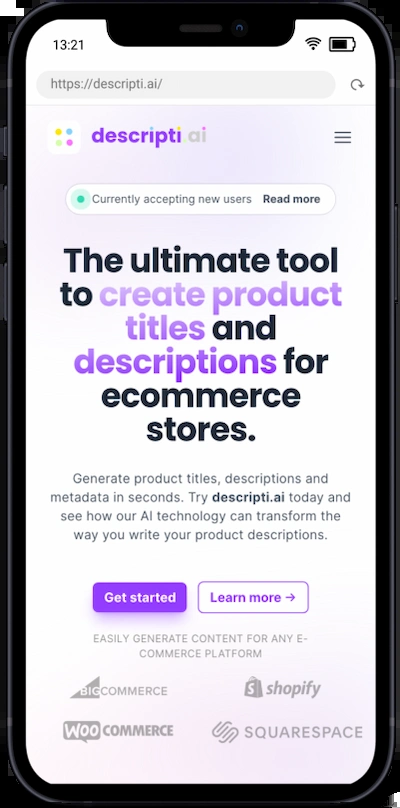 13:21
https://descripti.ai/
descripti.ai
Currently accepting new users Read more
The ultimate tool
to create product
titles and
descriptions for
ecommerce
stores.
Generate product titles, descriptions and
metadata in seconds. Try descripti.ai today and
see how our AI technology can transform the
way you write your product descriptions.
Get started Learn more →
EASILY GENERATE CONTENT FOR ANY E-
COMMERCE PLATFORM
BIGCOMMERCE shopify
WOO COMMERCE SQUARESPACE